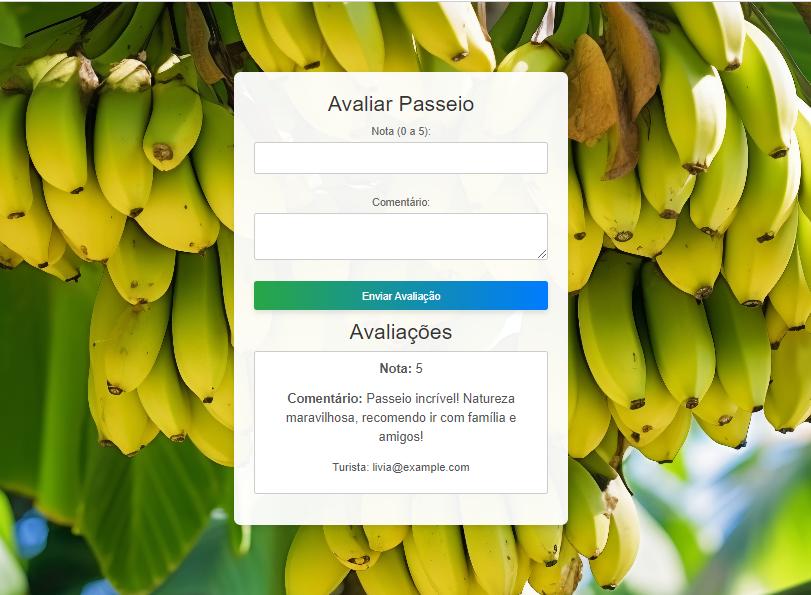 Avaliar Passeio
Nota (0 a 5):
Comentário:
Enviar Avaliação
Avaliações
Nota: 5
Comentário: Passeio incrível! Natureza
maravilhosa, recomendo ir com família e
amigos!
Turista: livia@example.com